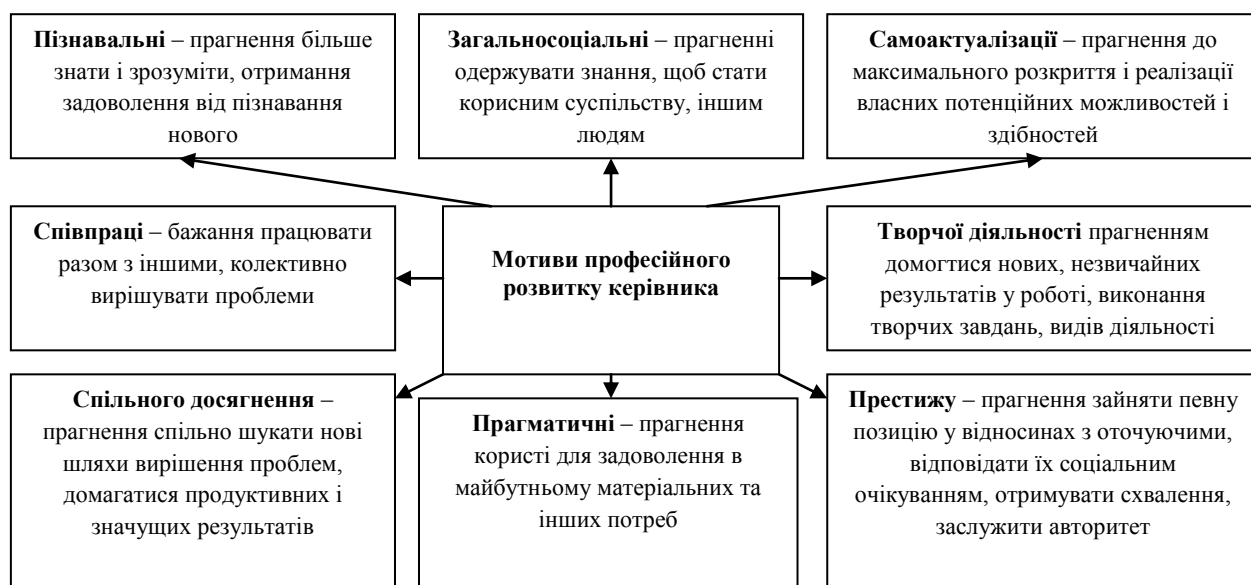 Пізнавальні – прагнення більше
знати і зрозуміти, отримання
задоволення від пізнавання
нового
Загальносоціальні – прагненні
одержувати знання, щоб стати
корисним суспільству, іншим
людям
Самоактуалізації – прагнення до
максимального розкриття і реалізації
власних потенційних можливостей і
здібностей
Співпраці – бажання працювати
разом з іншими, колективно
вирішувати проблеми
Мотиви професійного
розвитку керівника
Творчої діяльності прагненням
домогтися нових, незвичайних
результатів у роботі, виконання
творчих завдань, видів діяльності
Спільного досягнення –
прагнення спільно шукати нові
шляхи вирішення проблем,
домагатися продуктивних і
значущих результатів
Прагматичні – прагнення
користі для задоволення в
майбутньому матеріальних та
інших потреб
Престижу – прагнення зайняти певну
позицію у відносинах з оточуючими,
відповідати їх соціальним
очікуванням, отримувати схвалення,
заслужити авторитет